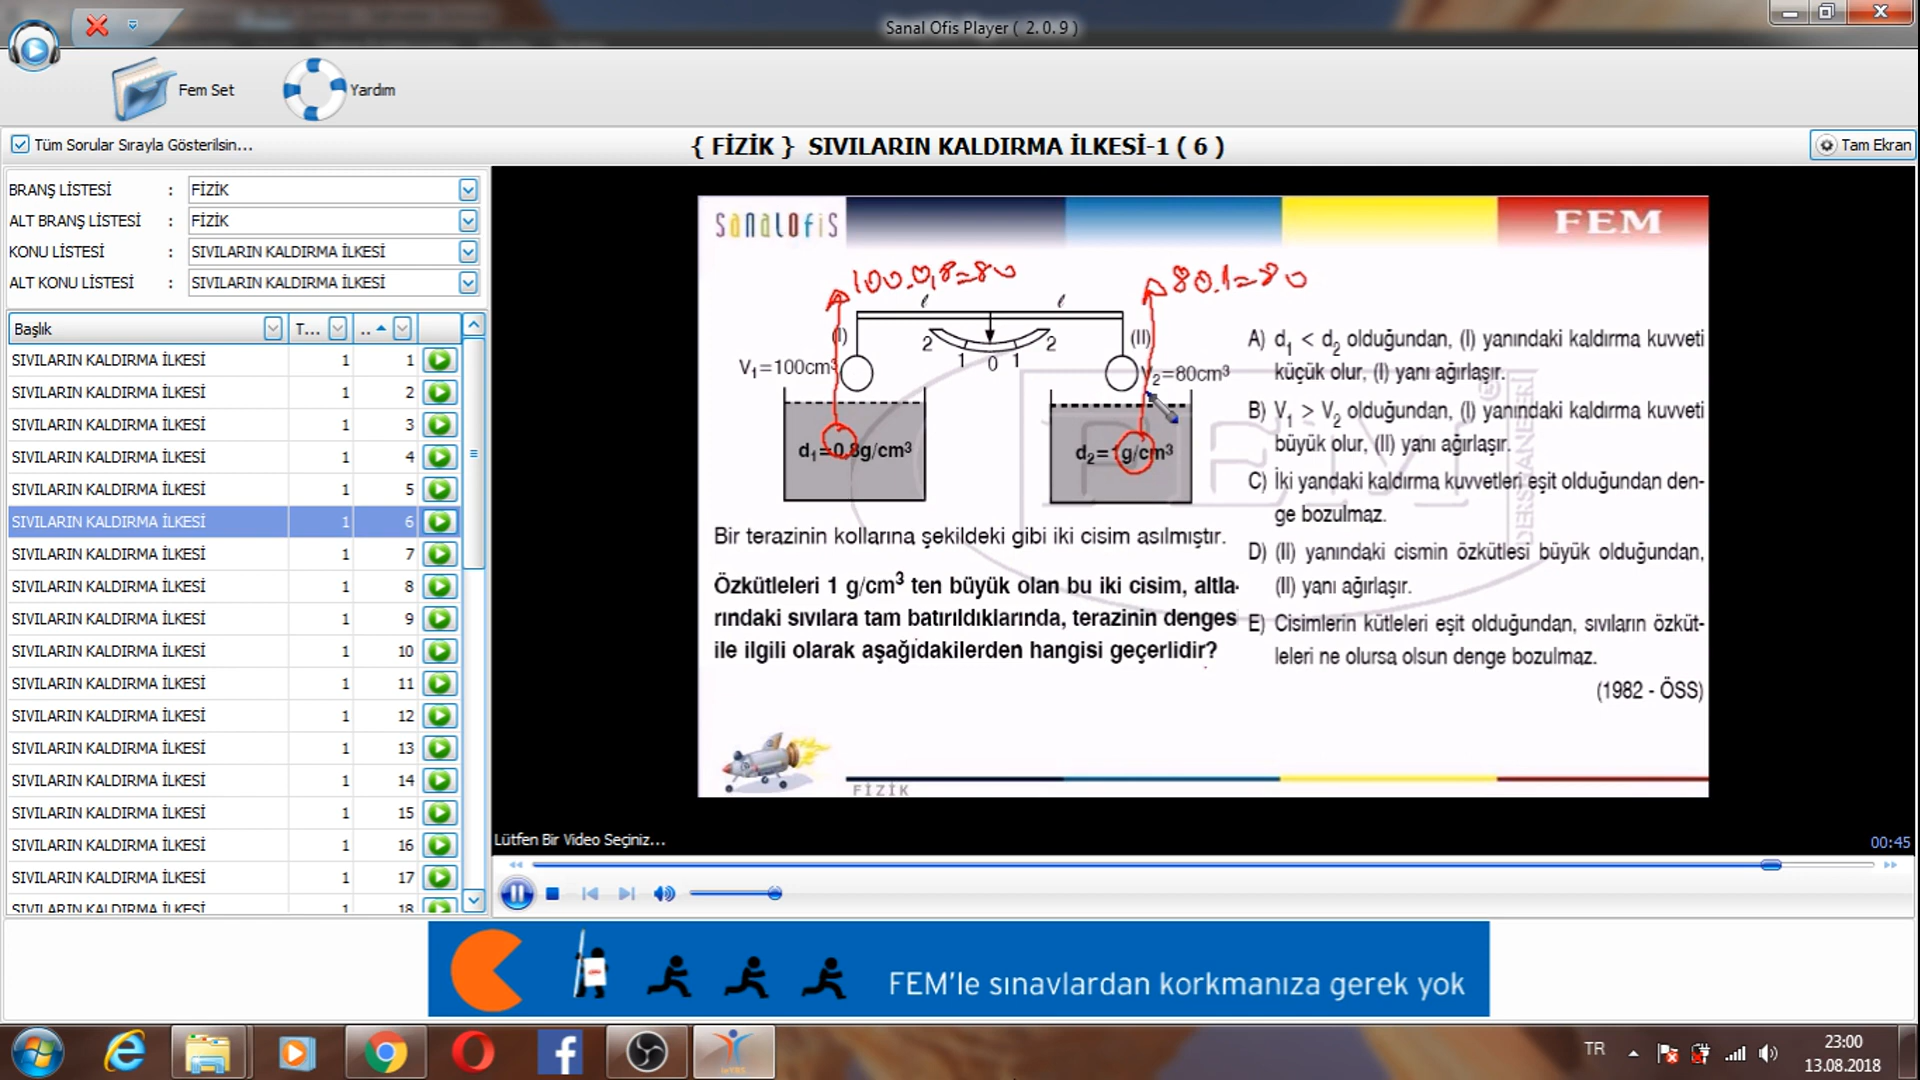 Sanal Ofis Player ( 2.0.9 )
Fem Set
Yardım
Tüm Sorular Sırayla Gösterilsin...
{ FİZİK } SIVILARIN KALDIRMA İLKESİ-1 ( 6 )
Tam Ekran
BRANŞ LİSTESİ : FİZİK
ALT BRANŞ LİSTESİ : FİZİK
KONU LİSTESİ : SIVILARIN KALDIRMA İLKESİ
ALT KONU LİSTESİ : SIVILARIN KALDIRMA İLKESİ
Başlık T... ..
SIVILARIN KALDIRMA İLKESİ 1 1
SIVILARIN KALDIRMA İLKESİ 1 2
SIVILARIN KALDIRMA İLKESİ 1 3
SIVILARIN KALDIRMA İLKESİ 1 4
SIVILARIN KALDIRMA İLKESİ 1 5
SIVILARIN KALDIRMA İLKESİ 1 6
SIVILARIN KALDIRMA İLKESİ 1 7
SIVILARIN KALDIRMA İLKESİ 1 8
SIVILARIN KALDIRMA İLKESİ 1 9
SIVILARIN KALDIRMA İLKESİ 1 10
SIVILARIN KALDIRMA İLKESİ 1 11
SIVILARIN KALDIRMA İLKESİ 1 12
SIVILARIN KALDIRMA İLKESİ 1 13
SIVILARIN KALDIRMA İLKESİ 1 14
SIVILARIN KALDIRMA İLKESİ 1 15
SIVILARIN KALDIRMA İLKESİ 1 16
SIVILARIN KALDIRMA İLKESİ 1 17
SIVILARIN KALDIRMA İLKESİ 1 18
sanalofis
FEM
100.0,8=80
80.1=80
ℓ ℓ
(I) 2 1 0 1 2 (II)
V₁=100cm³
V₂=80cm³
d₁=0,8g/cm³
d₂=1g/cm³
Bir terazinin kollarına şekildeki gibi iki cisim asılmıştır.
Özkütleleri 1 g/cm³ ten büyük olan bu iki cisim, altla-
rındaki sıvılara tam batırıldıklarında, terazinin denges
ile ilgili olarak aşağıdakilerden hangisi geçerlidir?
A) d₁ < d₂ olduğundan, (I) yanındaki kaldırma kuvveti
küçük olur, (I) yanı ağırlaşır.
B) V₁ > V₂ olduğundan, (I) yanındaki kaldırma kuvveti
büyük olur, (II) yanı ağırlaşır.
C) İki yandaki kaldırma kuvvetleri eşit olduğundan den-
ge bozulmaz.
D) (II) yanındaki cismin özkütlesi büyük olduğundan,
(II) yanı ağırlaşır.
E) Cisimlerin kütleleri eşit olduğundan, sıvıların özküt-
leleri ne olursa olsun denge bozulmaz.
(1982 - ÖSS)
FEM
DERSHANELERİ
®
FİZİK
Lütfen Bir Video Seçiniz...
00:45
FEM'le sınavlardan korkmanıza gerek yok
TR
23:00
13.08.2018